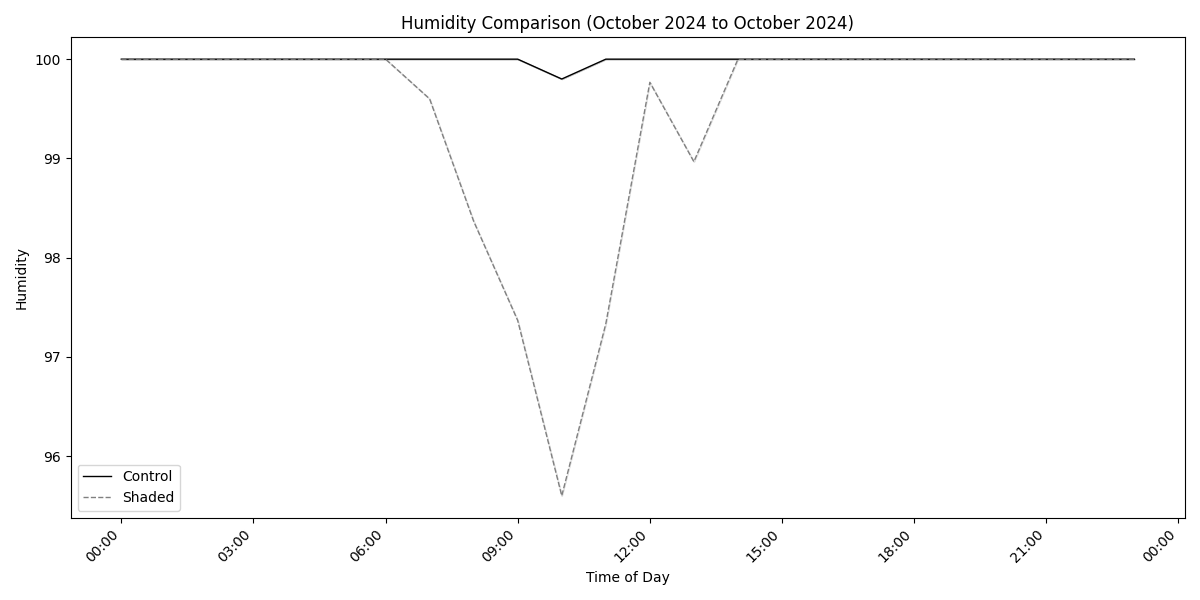 Humidity Comparison (October 2024 to October 2024)
100
99
98
97
96
Humidity
Control
Shaded
00:00
03:00
06:00
09:00
12:00
15:00
18:00
21:00
00:00
Time of Day